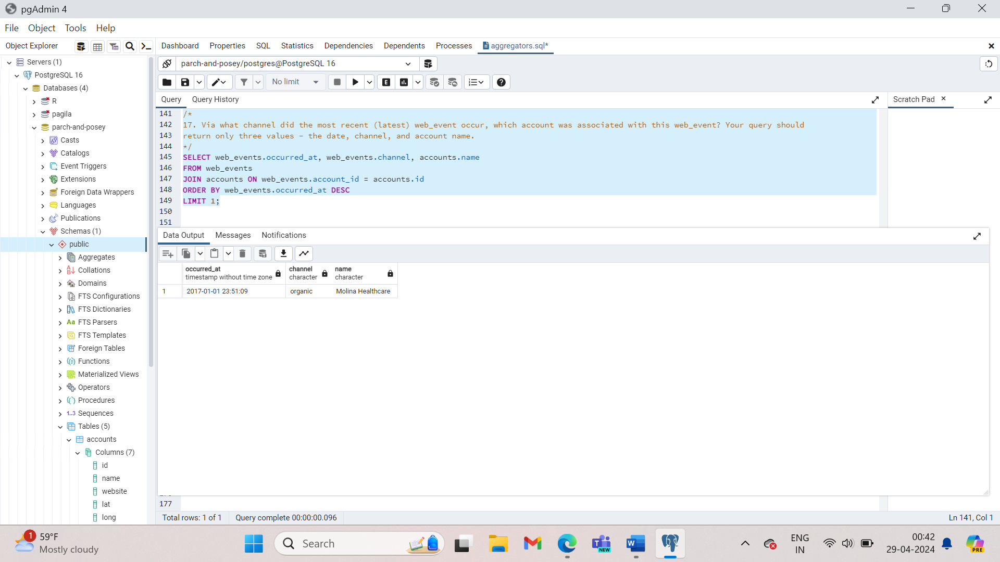 pgAdmin 4
File Object Tools Help
Object Explorer
Dashboard Properties SQL Statistics Dependencies Dependents Processes aggregators.sql*
Servers (1)
PostgreSQL 16
Databases (4)
R
pagila
parch-and-posey
Casts
Catalogs
Event Triggers
Extensions
Foreign Data Wrappers
Languages
Publications
Schemas (1)
public
Aggregates
Collations
Domains
FTS Configurations
FTS Dictionaries
Aa FTS Parsers
FTS Templates
Foreign Tables
Functions
Materialized Views
Operators
Procedures
1..3 Sequences
Tables (5)
accounts
Columns (7)
id
name
website
lat
long
parch-and-posey/postgres@PostgreSQL 16
No limit
E
Query Query History
Scratch Pad
141 /*
142 17. Via what channel did the most recent (latest) web_event occur, which account was associated with this web_event? Your query should
143 return only three values - the date, channel, and account name.
144 */
145 SELECT web_events.occurred_at, web_events.channel, accounts.name
146 FROM web_events
147 JOIN accounts ON web_events.account_id = accounts.id
148 ORDER BY web_events.occurred_at DESC
149 LIMIT 1;
150
151
Data Output Messages Notifications
occurred_at channel name
timestamp without time zone character character
1 2017-01-01 23:51:09 organic Molina Healthcare
177
Total rows: 1 of 1 Query complete 00:00:00.096 Ln 141, Col 1
1
59°F
Mostly cloudy
Search
NEW
W
ENG
IN
00:42
29-04-2024
PRE